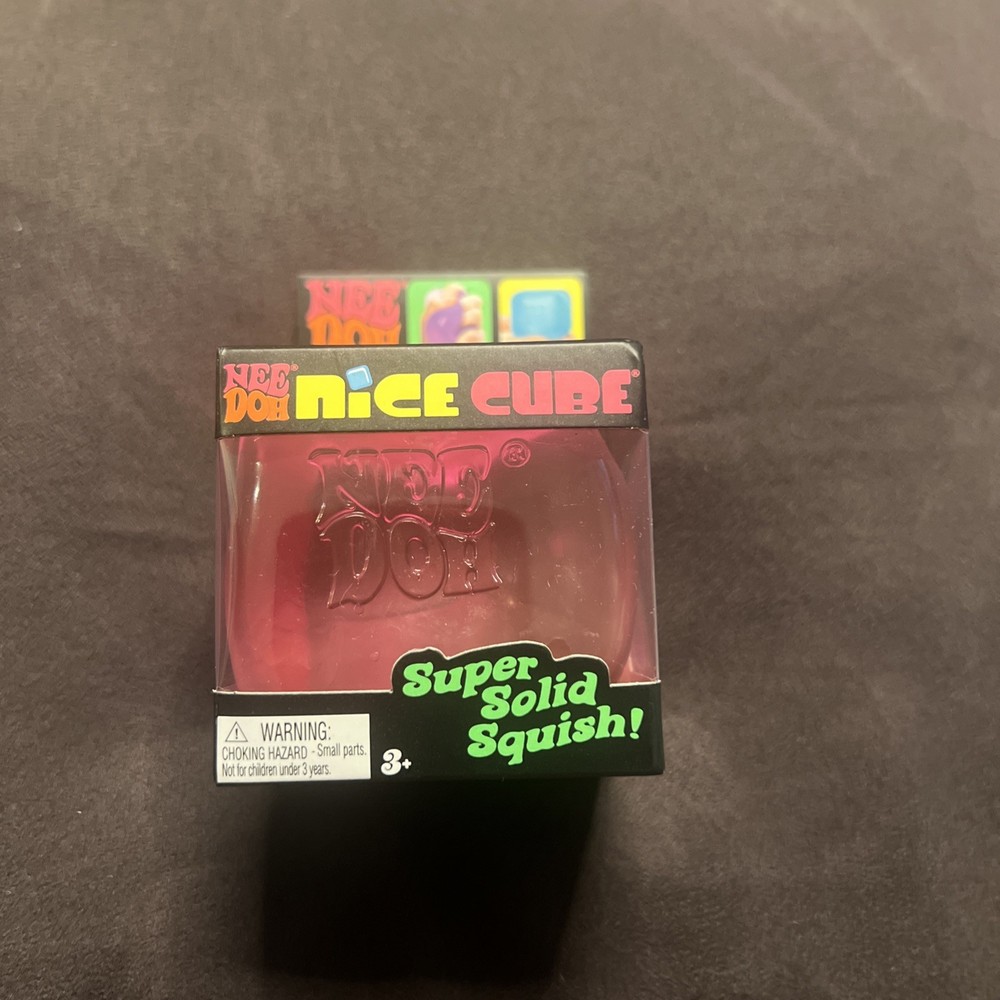 NEE
DOH
NEE®
DOH
NiCE CUBE®
NEE®
DOH
Super
Solid
Squish!
WARNING:
CHOKING HAZARD - Small parts.
Not for children under 3 years.
3+